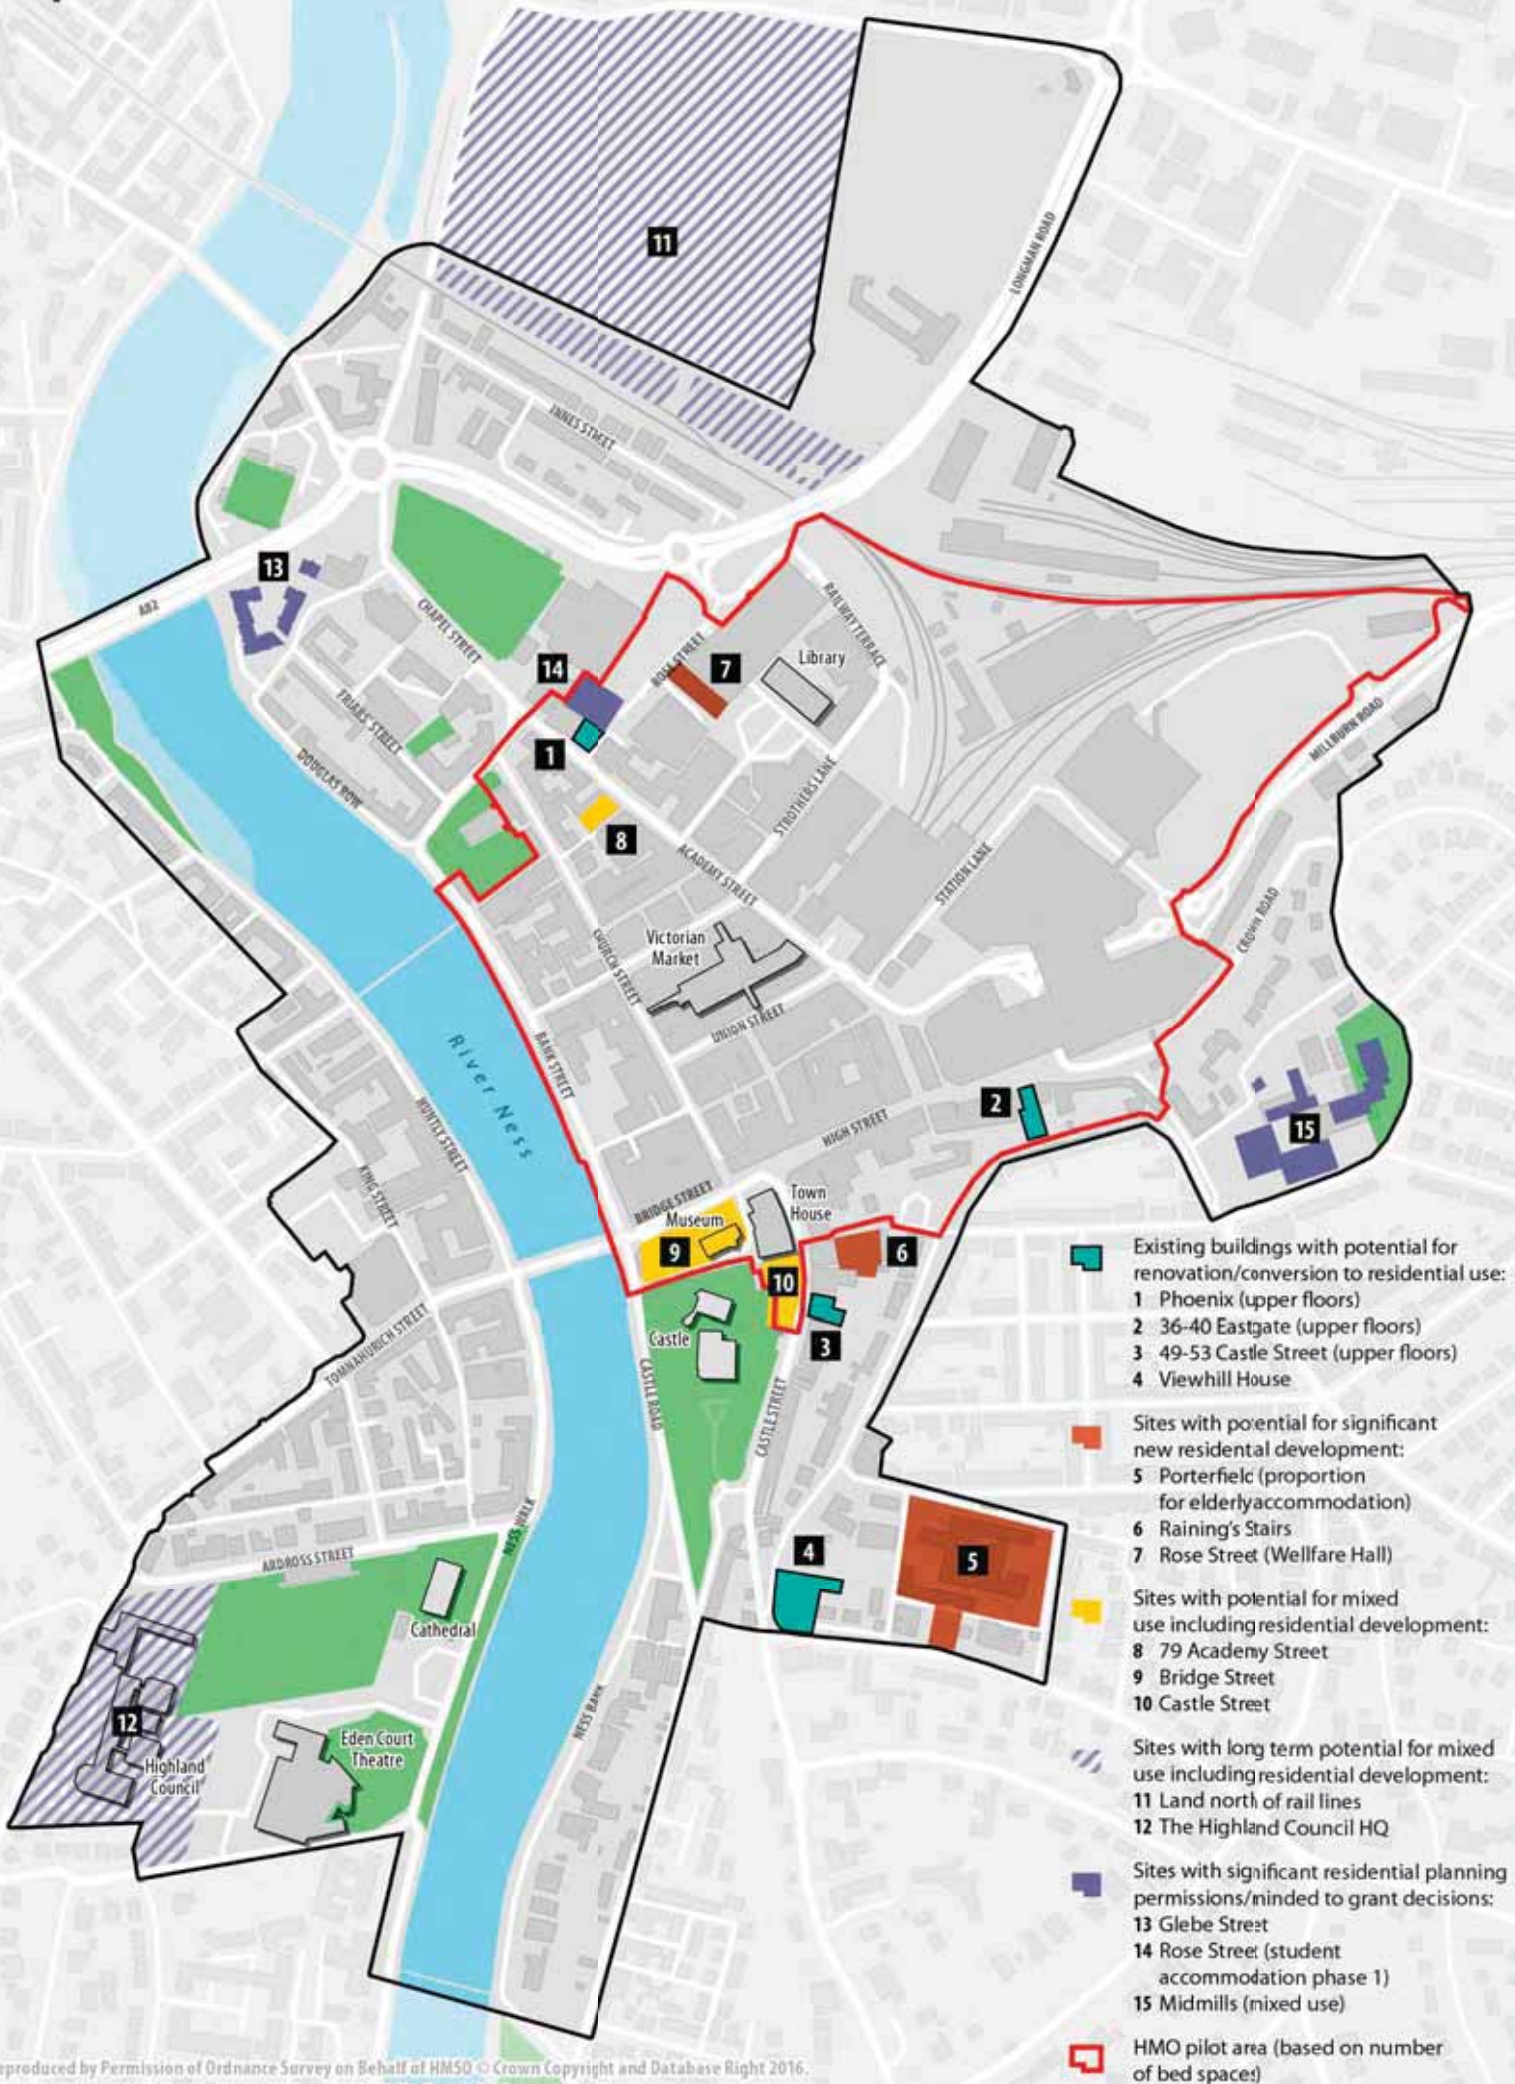 11
LONGMAN ROAD
INNES STREET
13
A82
CHAPEL STREET
RAILWAY TERRACE
14
ROSE STREET
7
Library
FRIARS' STREET
1
DOUGLAS ROW
MILLBURN ROAD
8
STROTHERS LANE
ACADEMY STREET
STATION LANE
CROWN ROAD
Victorian
Market
CHURCH STREET
UNION STREET
River Ness
BANK STREET
2
HUNTLY STREET
HIGH STREET
15
KING STREET
BRIDGE STREET
Town
House
Museum
9
6
10
Castle
3
TOMNAHURICH STREET
CASTLE ROAD
CASTLE STREET
NESS WALK
ARDROSS STREET
4
5
Cathedral
12
Highland
Council
Eden Court
Theatre
NESS BANK
Existing buildings with potential for
renovation/conversion to residential use:
1 Phoenix (upper floors)
2 36-40 Eastgate (upper floors)
3 49-53 Castle Street (upper floors)
4 Viewhill House
Sites with potential for significant
new residental development:
5 Porterfield (proportion
for elderly accommodation)
6 Raining's Stairs
7 Rose Street (Wellfare Hall)
Sites with potential for mixed
use including residential development:
8 79 Academy Street
9 Bridge Street
10 Castle Street
Sites with long term potential for mixed
use including residential development:
11 Land north of rail lines
12 The Highland Council HQ
Sites with significant residential planning
permissions/minded to grant decisions:
13 Glebe Street
14 Rose Street (student
accommodation phase 1)
15 Midmills (mixed use)
HMO pilot area (based on number
of bed spaces)
eproduced by Permission of Ordnance Survey on Behalf of HMSO © Crown Copyright and Database Right 2016.